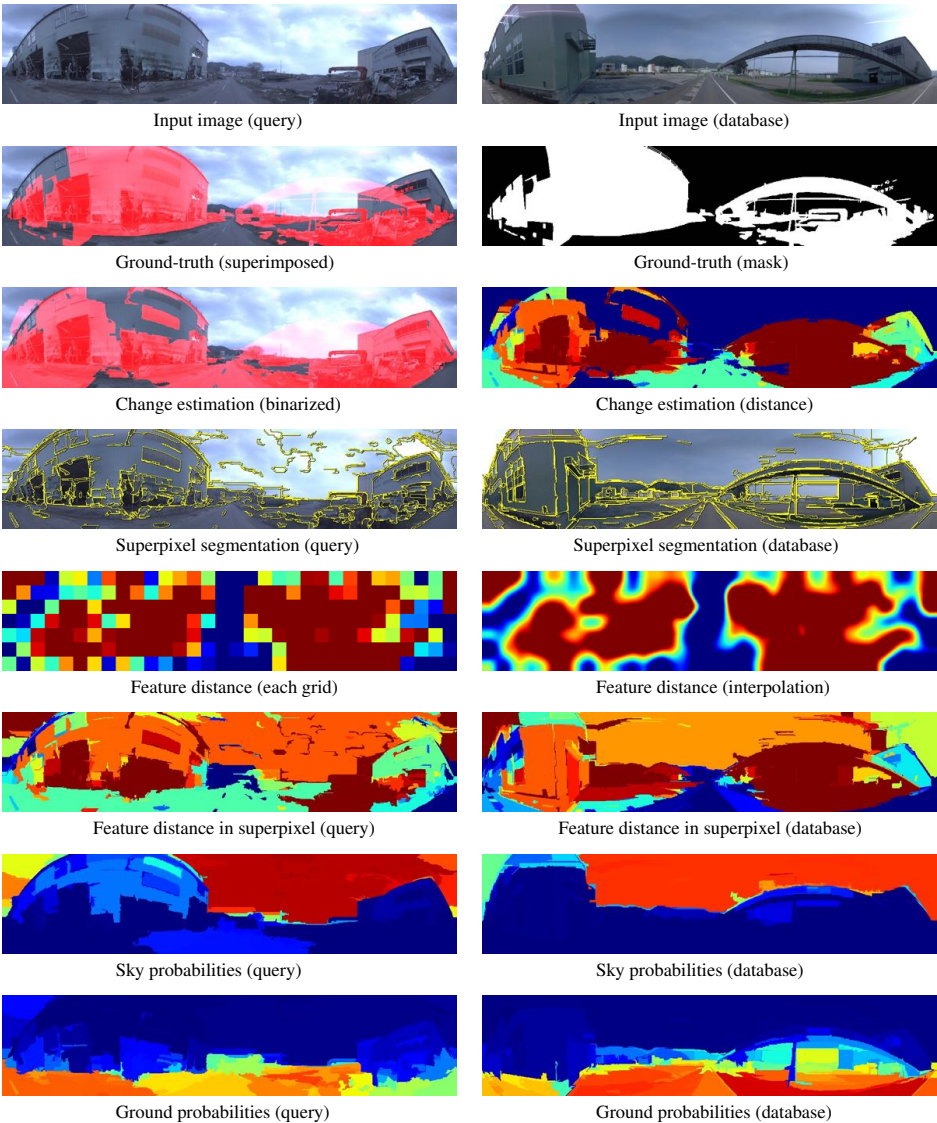 Input image (query)
Input image (database)
Ground-truth (superimposed)
Ground-truth (mask)
Change estimation (binarized)
Change estimation (distance)
Superpixel segmentation (query)
Superpixel segmentation (database)
Feature distance (each grid)
Feature distance (interpolation)
Feature distance in superpixel (query)
Feature distance in superpixel (database)
Sky probabilities (query)
Sky probabilities (database)
Ground probabilities (query)
Ground probabilities (database)